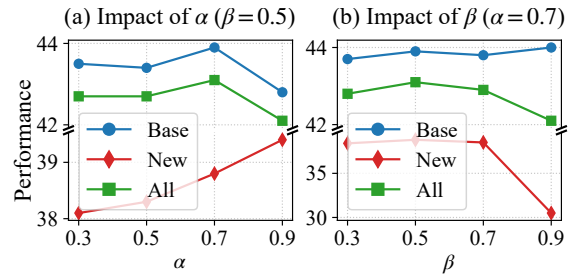 (a) Impact of α (β=0.5)
(b) Impact of β (α=0.7)
Performance
44
42
39
38
Base
New
All
0.3 0.5 0.7 0.9
α
44
42
35
30
Base
New
All
0.3 0.5 0.7 0.9
β